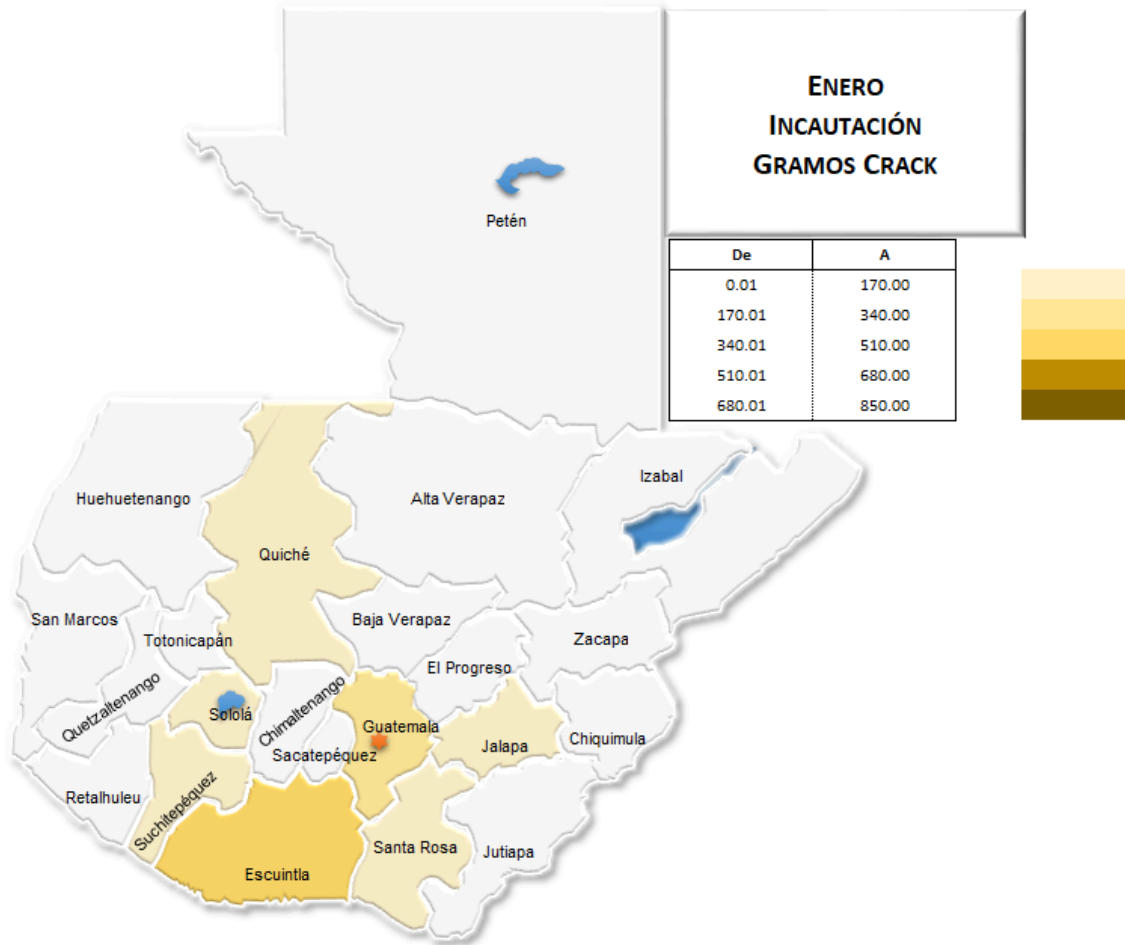 ENERO
INCAUTACIÓN
GRAMOS CRACK
De A
0.01 170.00
170.01 340.00
340.01 510.00
510.01 680.00
680.01 850.00
Petén
Huehuetenango
Alta Verapaz
Izabal
Quiché
San Marcos
Totonicapán
Baja Verapaz
Zacapa
El Progreso
Quetzaltenango
Sololá
Chimaltenango
Sacatepéquez
Guatemala
Jalapa
Chiquimula
Retalhuleu
Suchitepéquez
Escuintla
Santa Rosa
Jutiapa